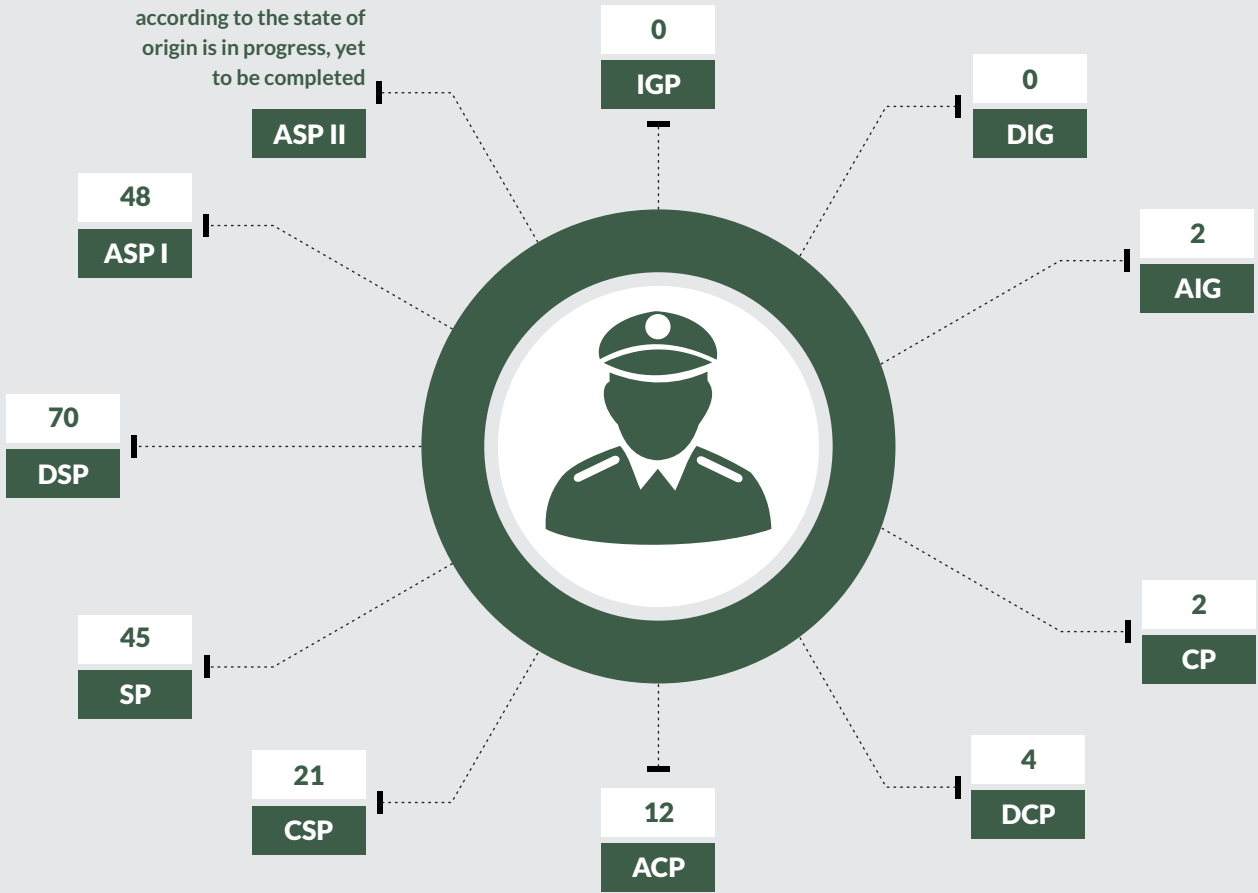 according to the state of
origin is in progress, yet
to be completed
ASP II
0
IGP
0
DIG
48
ASP I
2
AIG
70
DSP
2
CP
45
SP
21
CSP
12
ACP
4
DCP